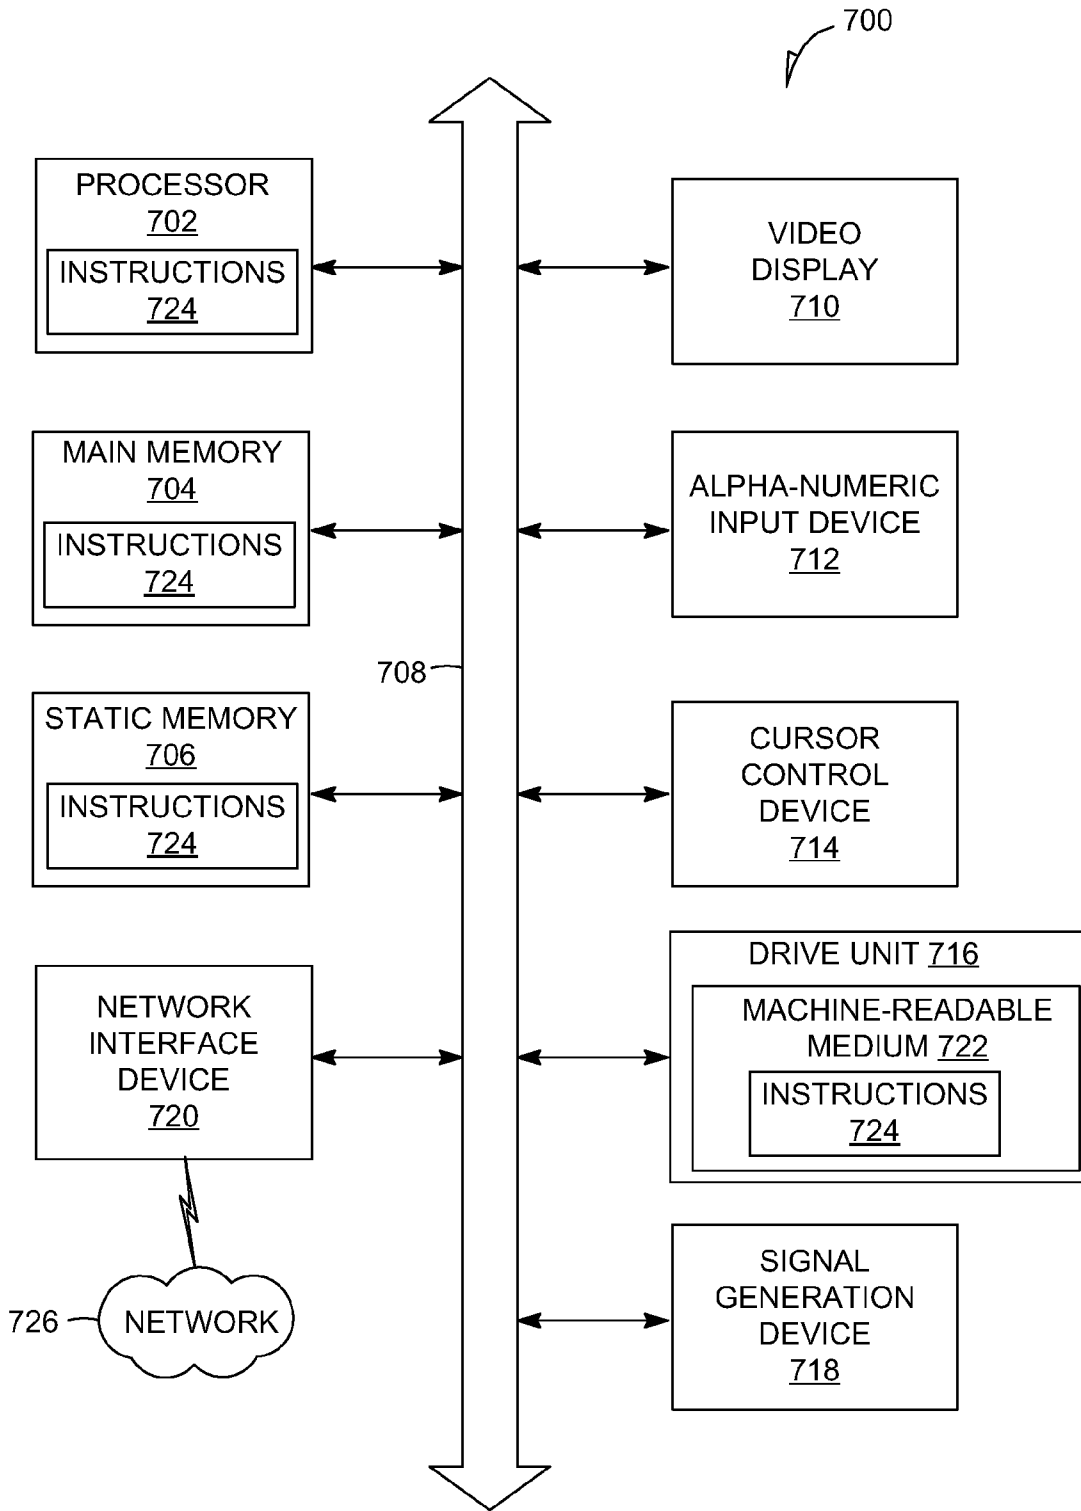 700
PROCESSOR
702
INSTRUCTIONS
724
VIDEO
DISPLAY
710
MAIN MEMORY
704
INSTRUCTIONS
724
ALPHA-NUMERIC
INPUT DEVICE
712
708
STATIC MEMORY
706
INSTRUCTIONS
724
CURSOR
CONTROL
DEVICE
714
NETWORK
INTERFACE
DEVICE
720
DRIVE UNIT 716
MACHINE-READABLE
MEDIUM 722
INSTRUCTIONS
724
726
NETWORK
SIGNAL
GENERATION
DEVICE
718